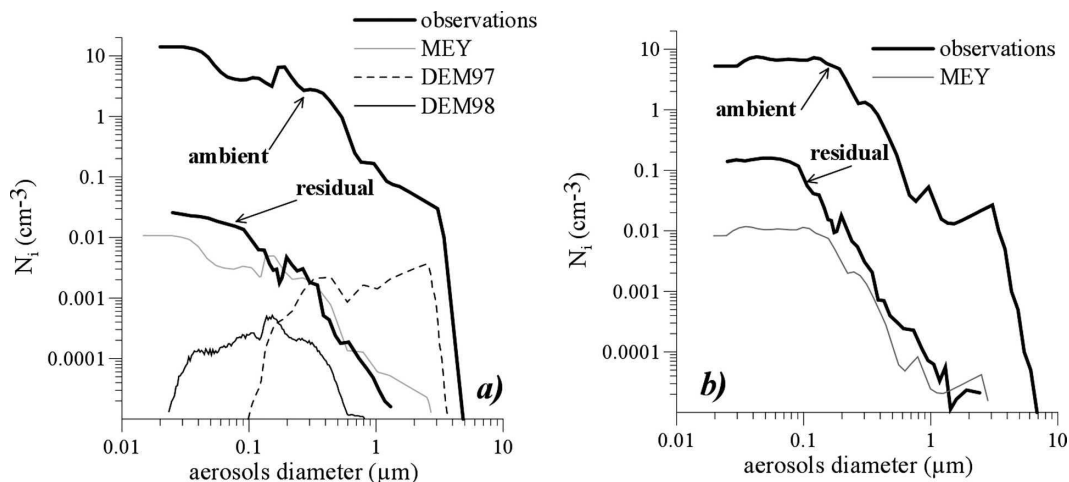 observations
MEY
DEM97
DEM98
10
1
0.1
0.01
0.001
0.0001
ambient
residual
a)
N_i (cm-3)
0.01 0.1 1 10
aerosols diameter (µm)
observations
MEY
10
1
0.1
0.01
0.001
0.0001
ambient
residual
b)
N_i (cm-3)
0.01 0.1 1 10
aerosols diameter (µm)